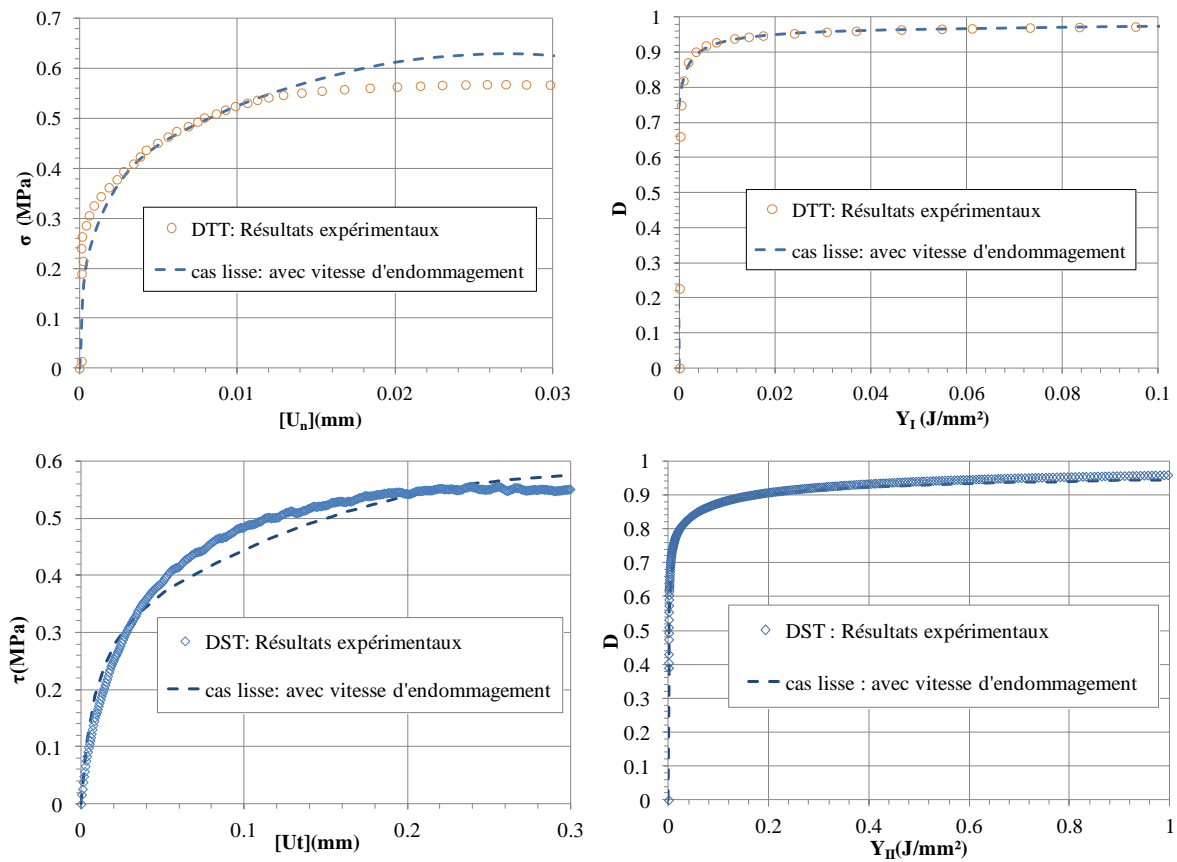 0.7
0.6
0.5
0.4
0.3
0.2
0.1
0
σ (MPa)
DTT: Résultats expérimentaux
cas lisse: avec vitesse d'endommagement
0 0.01 0.02 0.03
[Un](mm)
1
0.9
0.8
0.7
0.6
0.5
0.4
0.3
0.2
0.1
0
D
DTT: Résultats expérimentaux
cas lisse: avec vitesse d'endommagement
0 0.02 0.04 0.06 0.08 0.1
YI (J/mm²)
0.6
0.5
0.4
0.3
0.2
0.1
0
τ(MPa)
DST: Résultats expérimentaux
cas lisse: avec vitesse d'endommagement
0 0.1 0.2 0.3
[Ut](mm)
1
0.9
0.8
0.7
0.6
0.5
0.4
0.3
0.2
0.1
0
D
DST : Résultats expérimentaux
cas lisse : avec vitesse d'endommagement
0 0.2 0.4 0.6 0.8 1
YII(J/mm²)